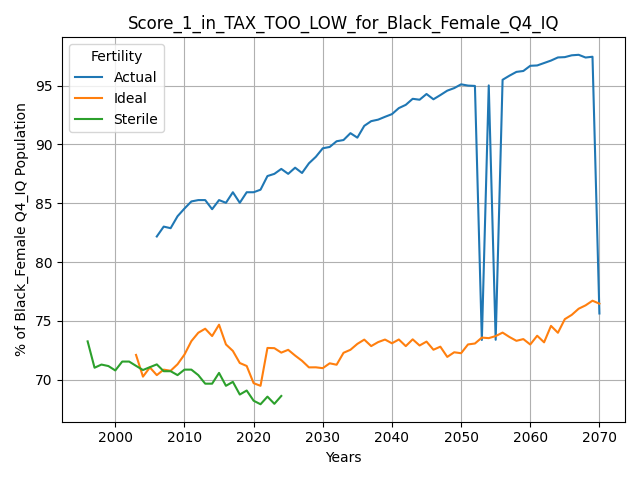 Score_1_in_TAX_TOO_LOW_for_Black_Female_Q4_IQ
Fertility
Actual
Ideal
Sterile
% of Black_Female Q4_IQ Population
95
90
85
80
75
70
2000
2010
2020
2030
2040
2050
2060
2070
Years